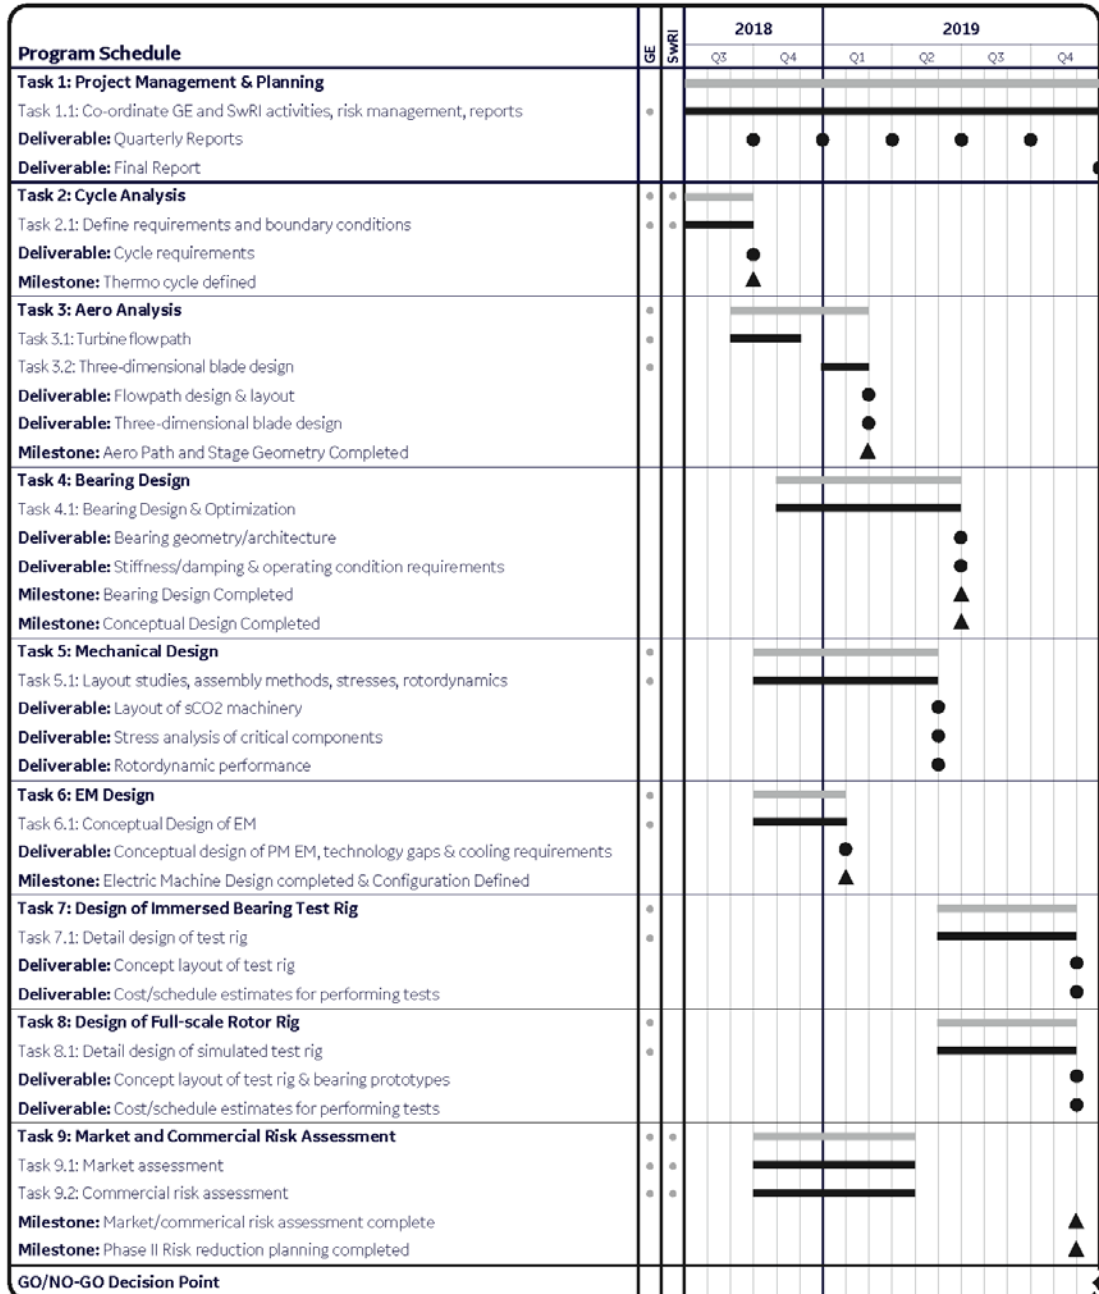 2018 2019
Program Schedule GE SwRI Q3 Q4 Q1 Q2 Q3 Q4
Task 1: Project Management & Planning
Task 1.1: Co-ordinate GE and SwRI activities, risk management, reports
Deliverable: Quarterly Reports
Deliverable: Final Report
Task 2: Cycle Analysis
Task 2.1: Define requirements and boundary conditions
Deliverable: Cycle requirements
Milestone: Thermo cycle defined
Task 3: Aero Analysis
Task 3.1: Turbine flowpath
Task 3.2: Three-dimensional blade design
Deliverable: Flowpath design & layout
Deliverable: Three-dimensional blade design
Milestone: Aero Path and Stage Geometry Completed
Task 4: Bearing Design
Task 4.1: Bearing Design & Optimization
Deliverable: Bearing geometry/architecture
Deliverable: Stiffness/damping & operating condition requirements
Milestone: Bearing Design Completed
Milestone: Conceptual Design Completed
Task 5: Mechanical Design
Task 5.1: Layout studies, assembly methods, stresses, rotordynamics
Deliverable: Layout of sCO2 machinery
Deliverable: Stress analysis of critical components
Deliverable: Rotordynamic performance
Task 6: EM Design
Task 6.1: Conceptual Design of EM
Deliverable: Conceptual design of PM EM, technology gaps & cooling requirements
Milestone: Electric Machine Design completed & Configuration Defined
Task 7: Design of Immersed Bearing Test Rig
Task 7.1: Detail design of test rig
Deliverable: Concept layout of test rig
Deliverable: Cost/schedule estimates for performing tests
Task 8: Design of Full-scale Rotor Rig
Task 8.1: Detail design of simulated test rig
Deliverable: Concept layout of test rig & bearing prototypes
Deliverable: Cost/schedule estimates for performing tests
Task 9: Market and Commercial Risk Assessment
Task 9.1: Market assessment
Task 9.2: Commercial risk assessment
Milestone: Market/commerical risk assessment complete
Milestone: Phase II Risk reduction planning completed
GO/NO-GO Decision Point